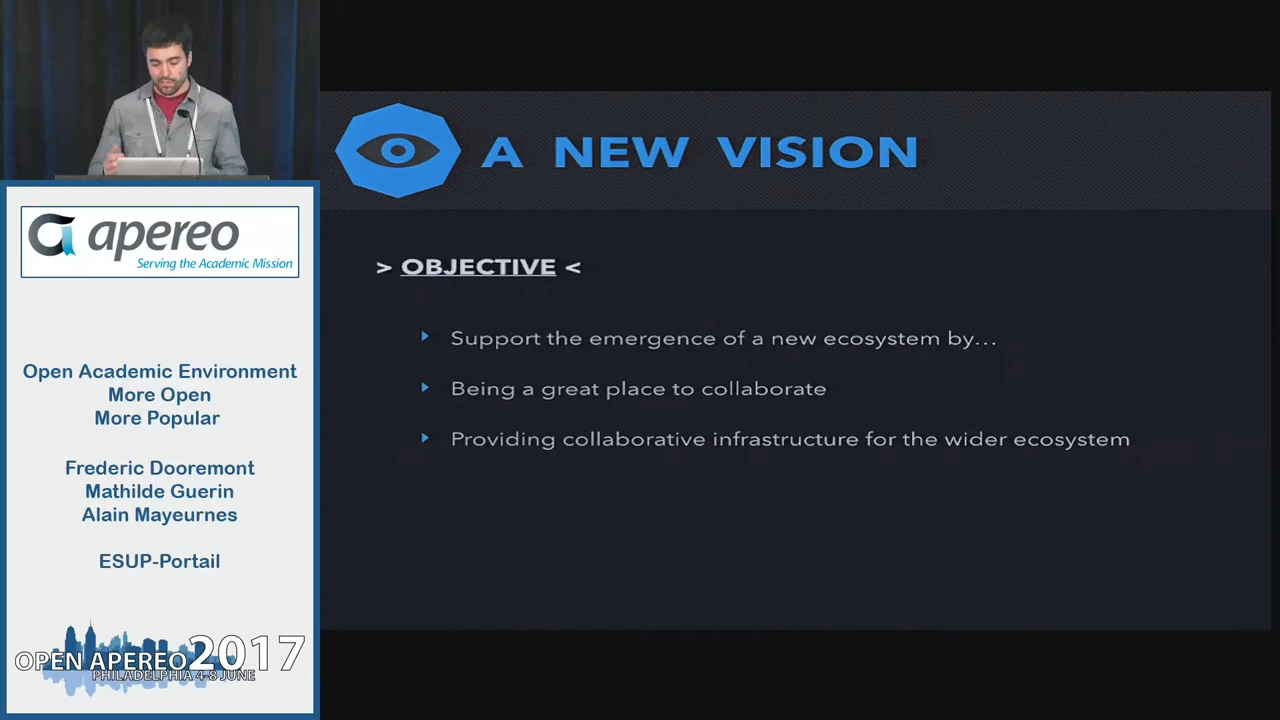 A NEW VISION
> OBJECTIVE <
Support the emergence of a new ecosystem by…
Being a great place to collaborate
Providing collaborative infrastructure for the wider ecosystem
apereo
Serving the Academic Mission
Open Academic Environment
More Open
More Popular
Frederic Dooremont
Mathilde Guerin
Alain Mayeurnes
ESUP-Portail
OPEN APEREO 2017
PHILADELPHIA 4-8 JUNE